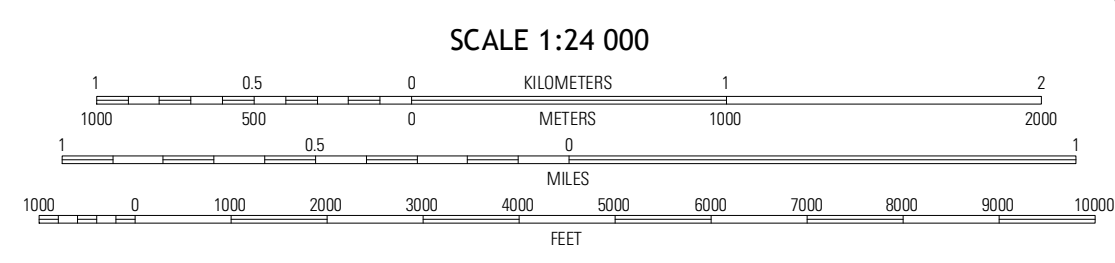 SCALE 1:24 000
1 0.5 0 KILOMETERS 1 2
1000 500 0 METERS 1000 2000
1 0.5 0 1
MILES
1000 0 1000 2000 3000 4000 5000 6000 7000 8000 9000 10000
FEET